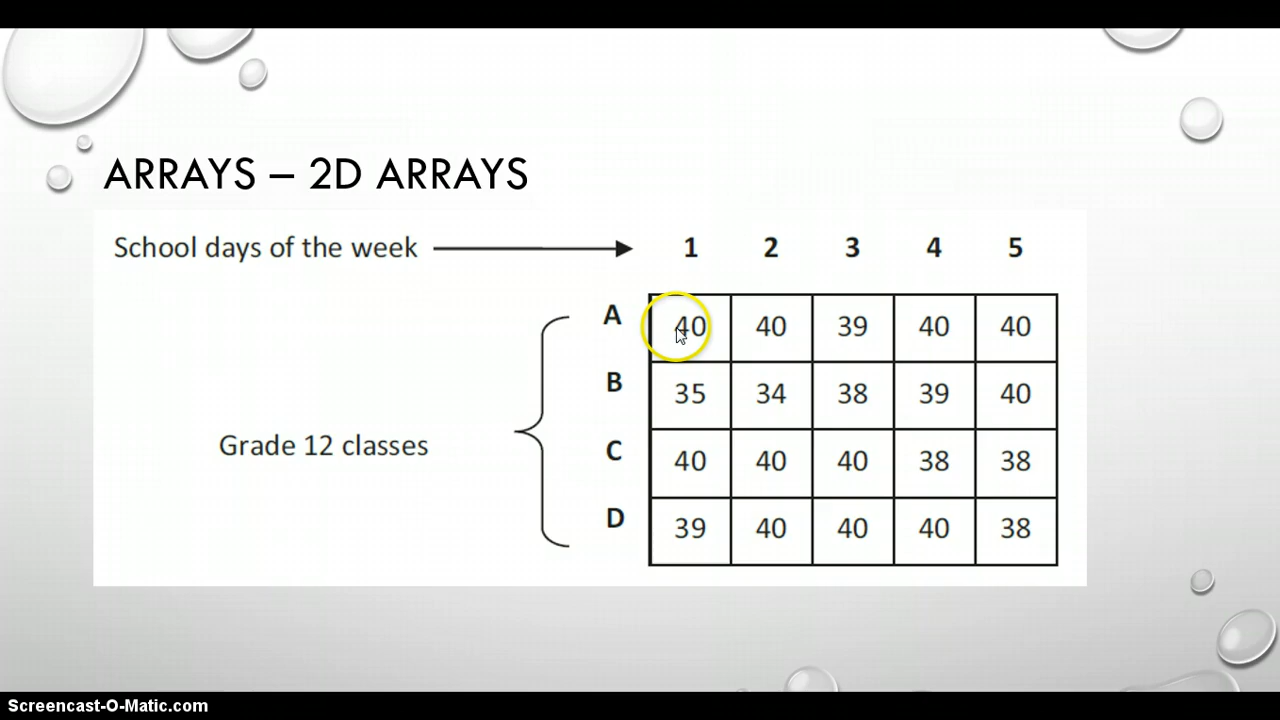 ARRAYS – 2D ARRAYS
School days of the week 1 2 3 4 5
A 40 40 39 40 40
B 35 34 38 39 40
Grade 12 classes
C 40 40 40 38 38
D 39 40 40 40 38
Screencast-O-Matic.com